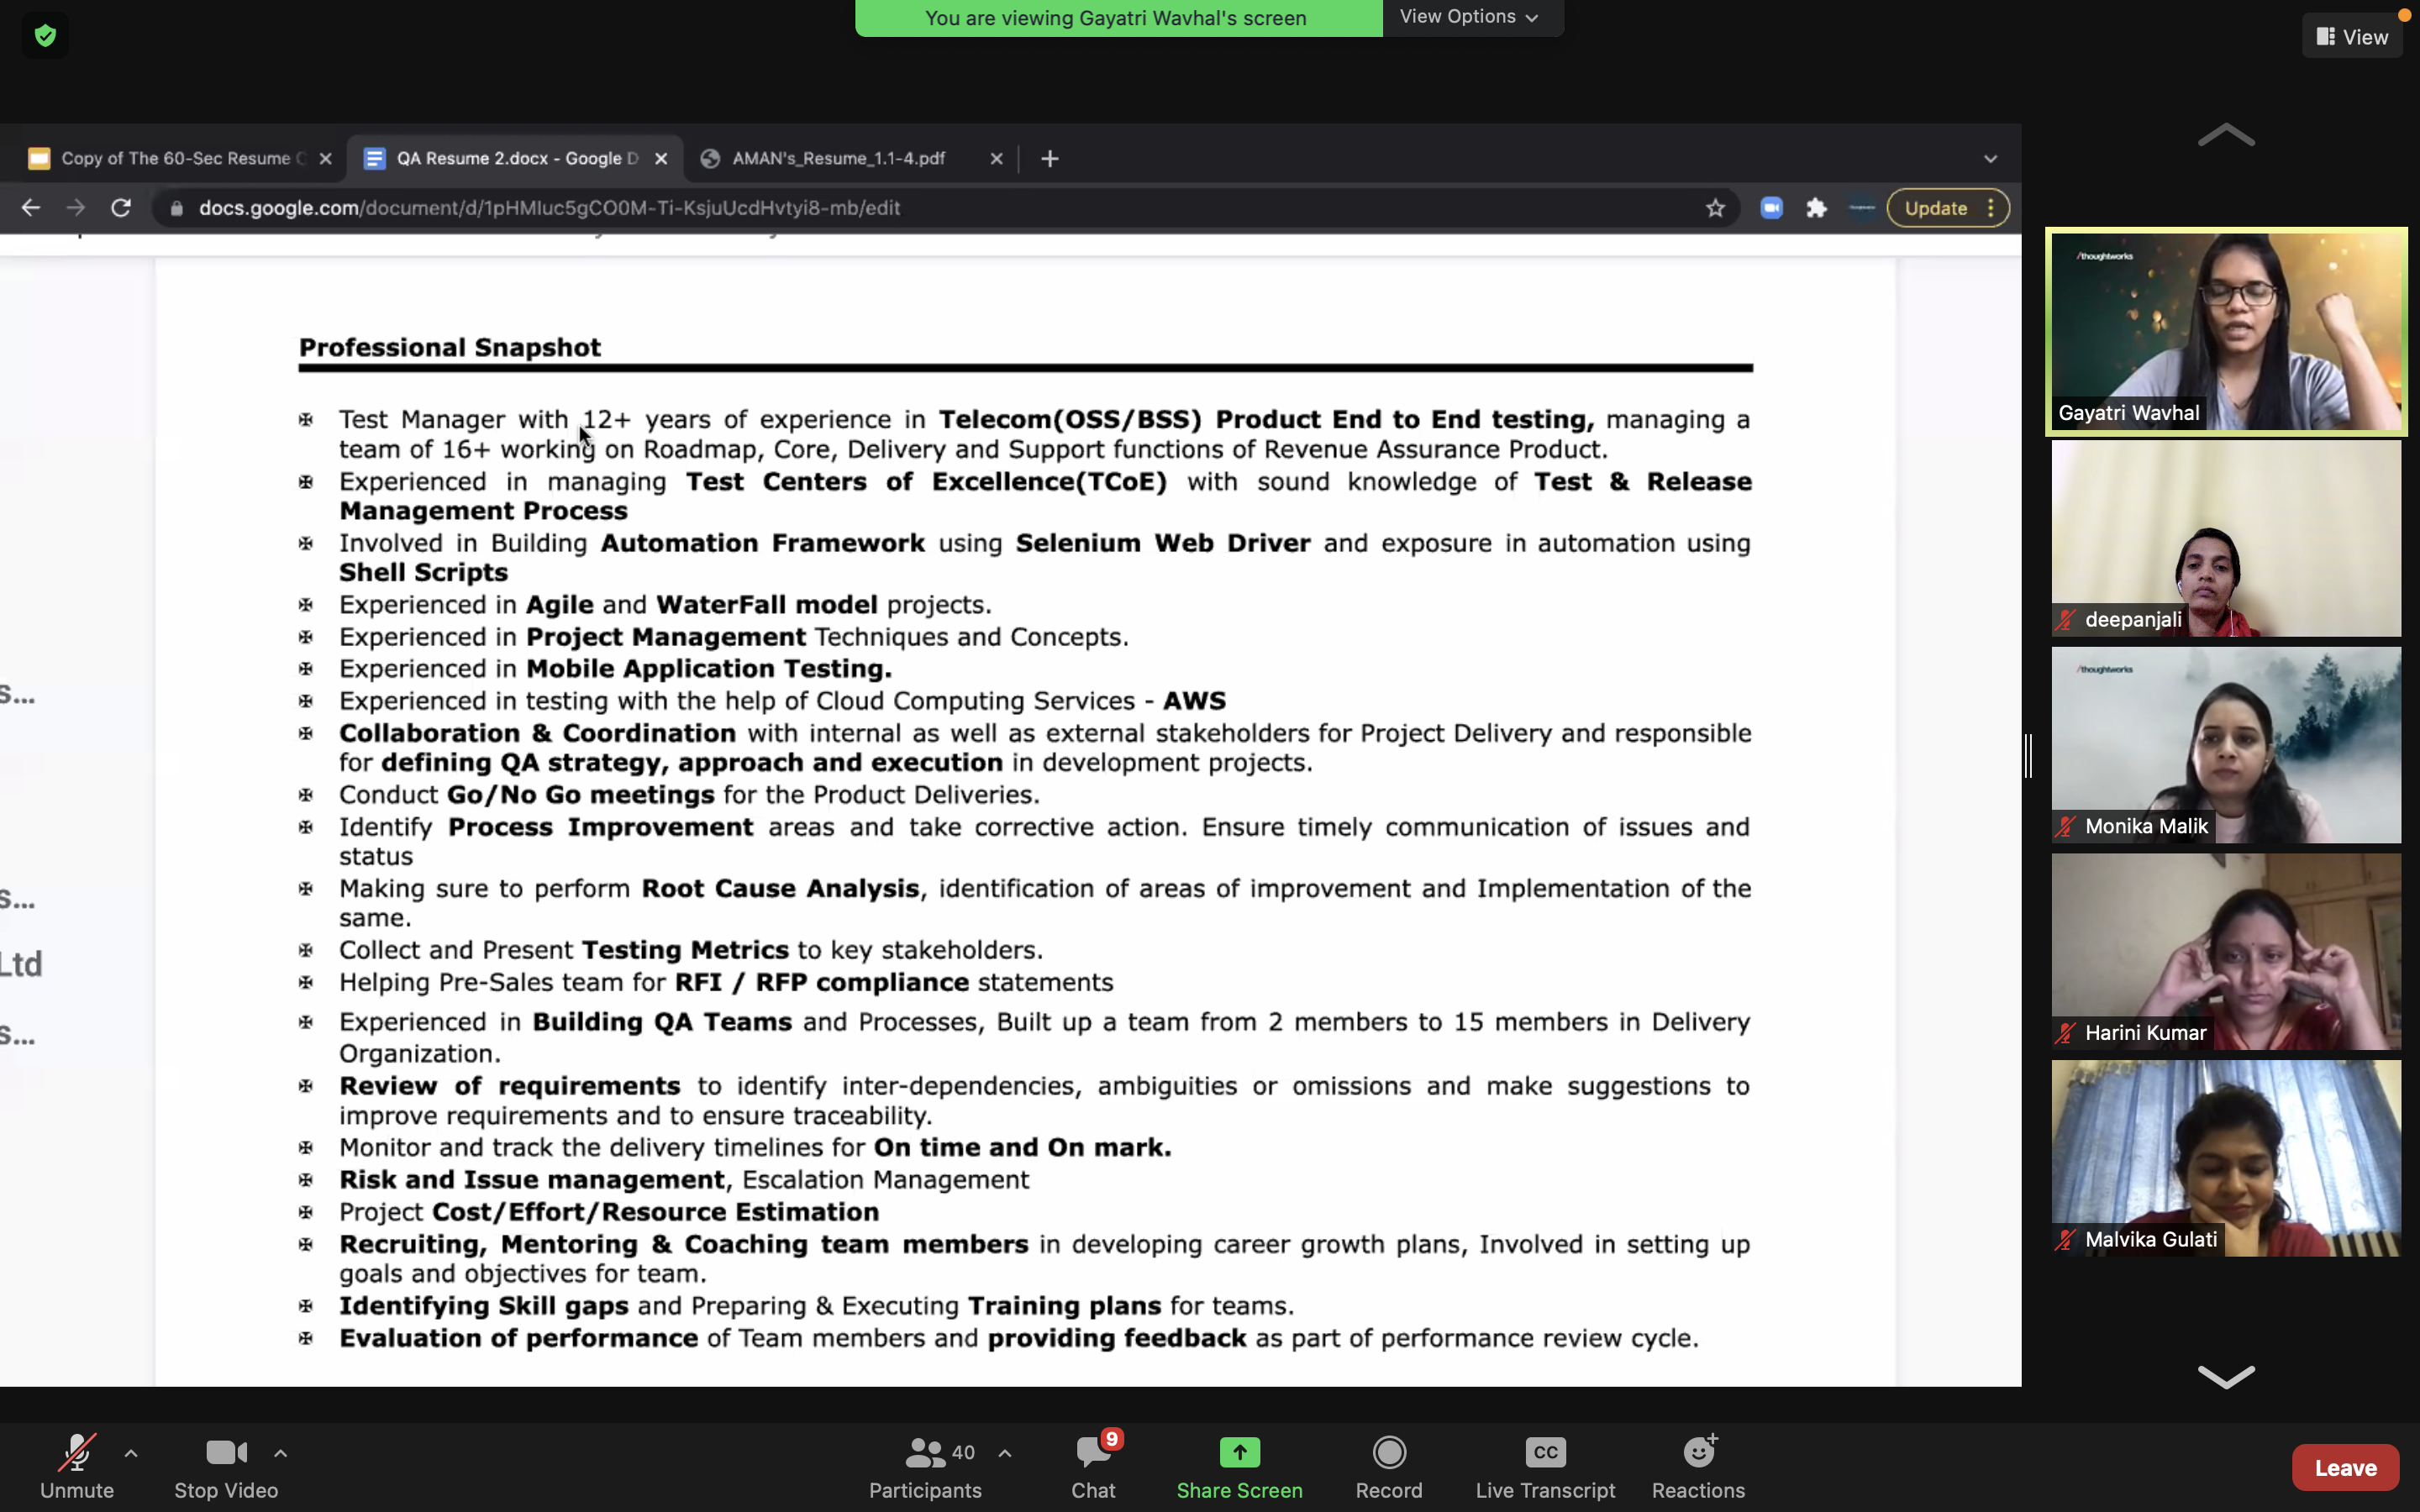 You are viewing Gayatri Wavhal's screen
View Options
View
Copy of The 60-Sec Resume
QA Resume 2.docx - Google D
AMAN's_Resume_1.1-4.pdf
docs.google.com/document/d/1pHMluc5gCO0M-Ti-KsjuUcdHvtyi8-mb/edit
Update
Professional Snapshot
Test Manager with 12+ years of experience in Telecom(OSS/BSS) Product End to End testing, managing a
team of 16+ working on Roadmap, Core, Delivery and Support functions of Revenue Assurance Product.
Experienced in managing Test Centers of Excellence(TCoE) with sound knowledge of Test & Release
Management Process
Involved in Building Automation Framework using Selenium Web Driver and exposure in automation using
Shell Scripts
Experienced in Agile and WaterFall model projects.
Experienced in Project Management Techniques and Concepts.
Experienced in Mobile Application Testing.
Experienced in testing with the help of Cloud Computing Services - AWS
Collaboration & Coordination with internal as well as external stakeholders for Project Delivery and responsible
for defining QA strategy, approach and execution in development projects.
Conduct Go/No Go meetings for the Product Deliveries.
Identify Process Improvement areas and take corrective action. Ensure timely communication of issues and
status
Making sure to perform Root Cause Analysis, identification of areas of improvement and Implementation of the
same.
Collect and Present Testing Metrics to key stakeholders.
Helping Pre-Sales team for RFI / RFP compliance statements
Experienced in Building QA Teams and Processes, Built up a team from 2 members to 15 members in Delivery
Organization.
Review of requirements to identify inter-dependencies, ambiguities or omissions and make suggestions to
improve requirements and to ensure traceability.
Monitor and track the delivery timelines for On time and On mark.
Risk and Issue management, Escalation Management
Project Cost/Effort/Resource Estimation
Recruiting, Mentoring & Coaching team members in developing career growth plans, Involved in setting up
goals and objectives for team.
Identifying Skill gaps and Preparing & Executing Training plans for teams.
Evaluation of performance of Team members and providing feedback as part of performance review cycle.
s...
s...
Ltd
s...
/thoughtworks
Gayatri Wavhal
deepanjali
/thoughtworks
Monika Malik
Harini Kumar
Malvika Gulati
Unmute
Stop Video
40
Participants
9
Chat
Share Screen
Record
CC
Live Transcript
Reactions
Leave